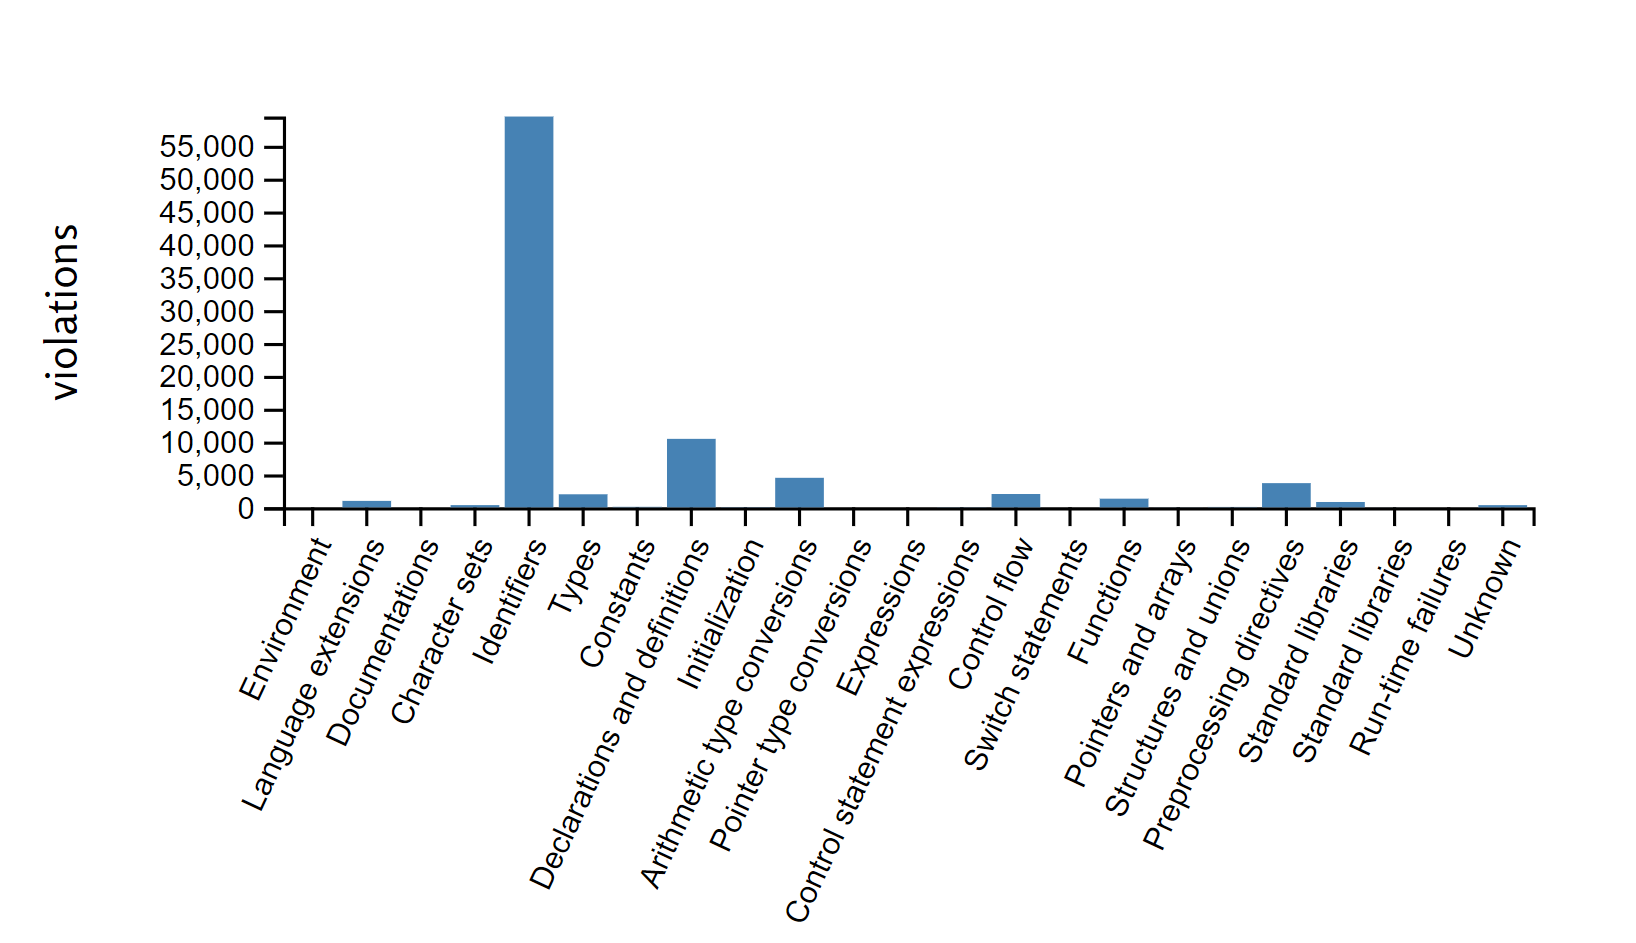 violations
55,000
50,000
45,000
40,000
35,000
30,000
25,000
20,000
15,000
10,000
5,000
0
Environment
Language extensions
Documentations
Character sets
Identifiers
Types
Constants
Declarations and definitions
Initialization
Arithmetic type conversions
Pointer type conversions
Expressions
Control statement expressions
Control flow
Switch statements
Functions
Pointers and arrays
Structures and unions
Preprocessing directives
Standard libraries
Standard libraries
Run-time failures
Unknown